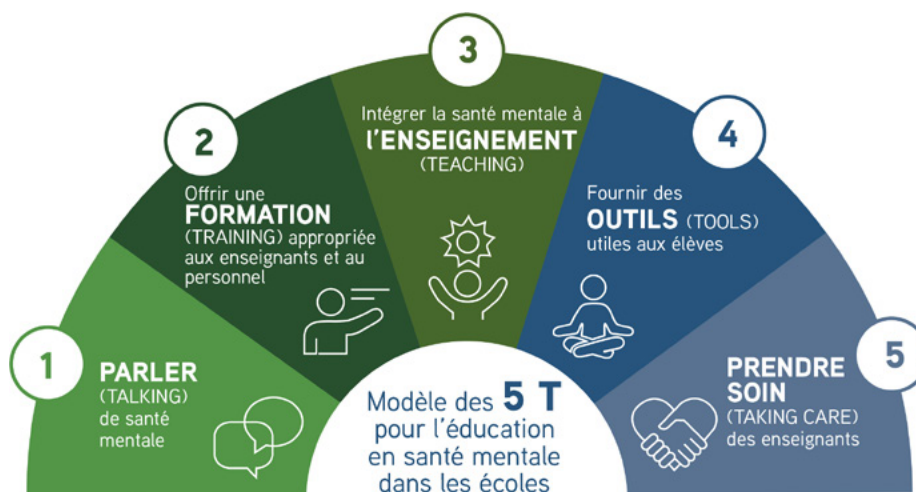 1
PARLER
(TALKING)
de santé
mentale
2
Offrir une
FORMATION
(TRAINING) appropriée
aux enseignants et au
personnel
3
Intégrer la santé mentale à
l'ENSEIGNEMENT
(TEACHING)
4
Fournir des
OUTILS (TOOLS)
utiles aux élèves
5
PRENDRE
SOIN
(TAKING CARE)
des enseignants
Modèle des 5 T
pour l'éducation
en santé mentale
dans les écoles